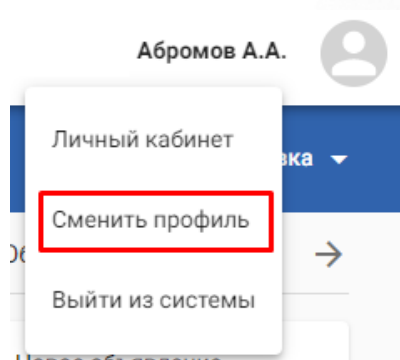 Абромов А.А.
Личный кабинет
Сменить профиль
Выйти из системы